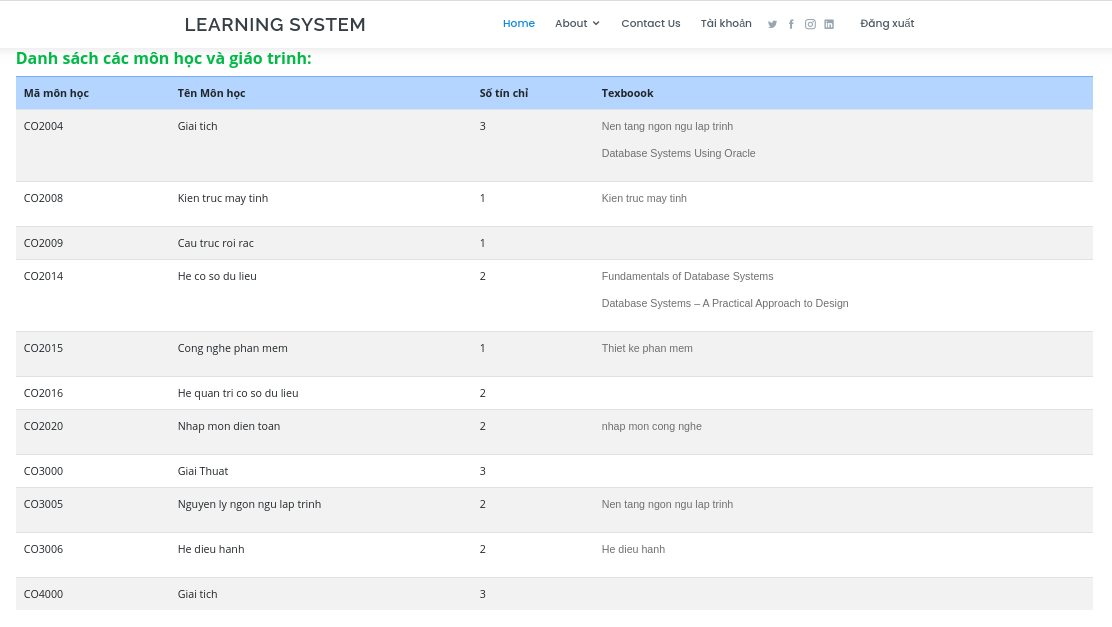 LEARNING SYSTEM Home About Contact Us Tài khoản Đăng xuất
Danh sách các môn học và giáo trình:
Mã môn học Tên Môn học Số tín chỉ Texboook
CO2004 Giai tich 3 Nen tang ngon ngu lap trinh
Database Systems Using Oracle
CO2008 Kien truc may tinh 1 Kien truc may tinh
CO2009 Cau truc roi rac 1
CO2014 He co so du lieu 2 Fundamentals of Database Systems
Database Systems – A Practical Approach to Design
CO2015 Cong nghe phan mem 1 Thiet ke phan mem
CO2016 He quan tri co so du lieu 2
CO2020 Nhap mon dien toan 2 nhap mon cong nghe
CO3000 Giai Thuat 3
CO3005 Nguyen ly ngon ngu lap trinh 2 Nen tang ngon ngu lap trinh
CO3006 He dieu hanh 2 He dieu hanh
CO4000 Giai tich 3